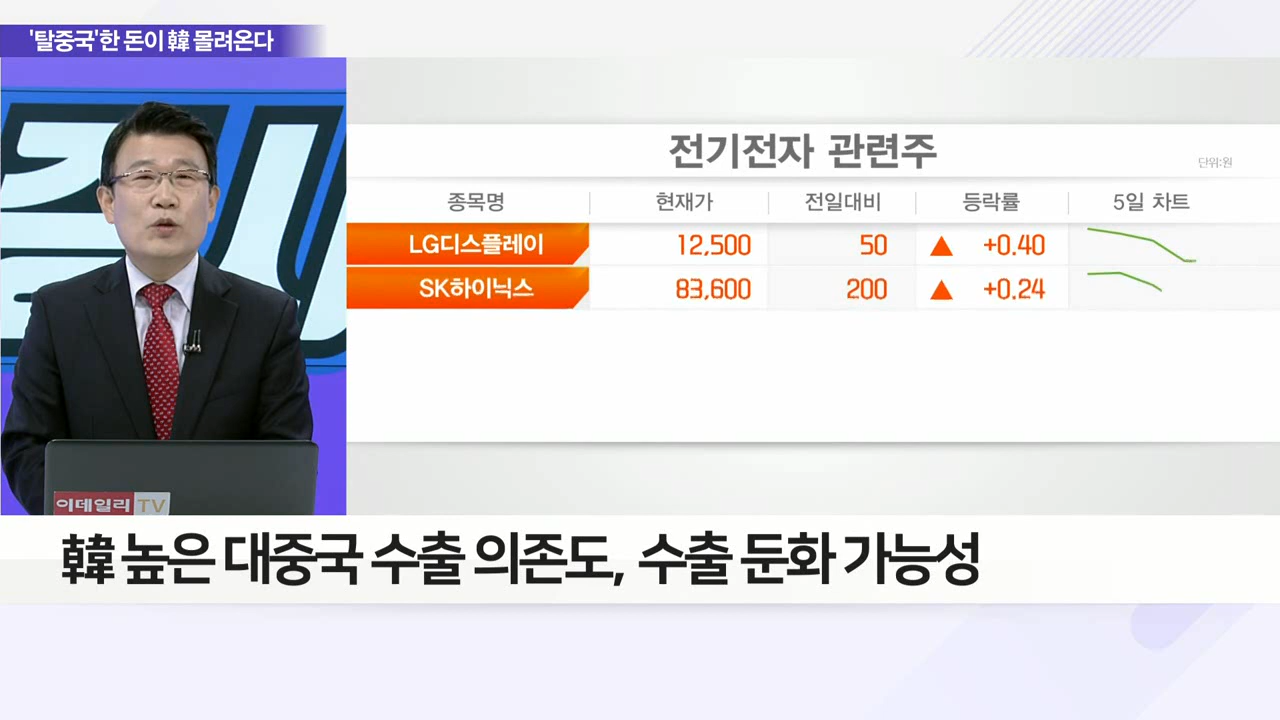 '탈중국'한 돈이 韓 몰려온다
전기전자 관련주
단위:원
종목명 현재가 전일대비 등락률 5일 차트
LG디스플레이 12,500 50 ▲ +0.40
SK하이닉스 83,600 200 ▲ +0.24
이데일리 TV
韓 높은 대중국 수출 의존도, 수출 둔화 가능성